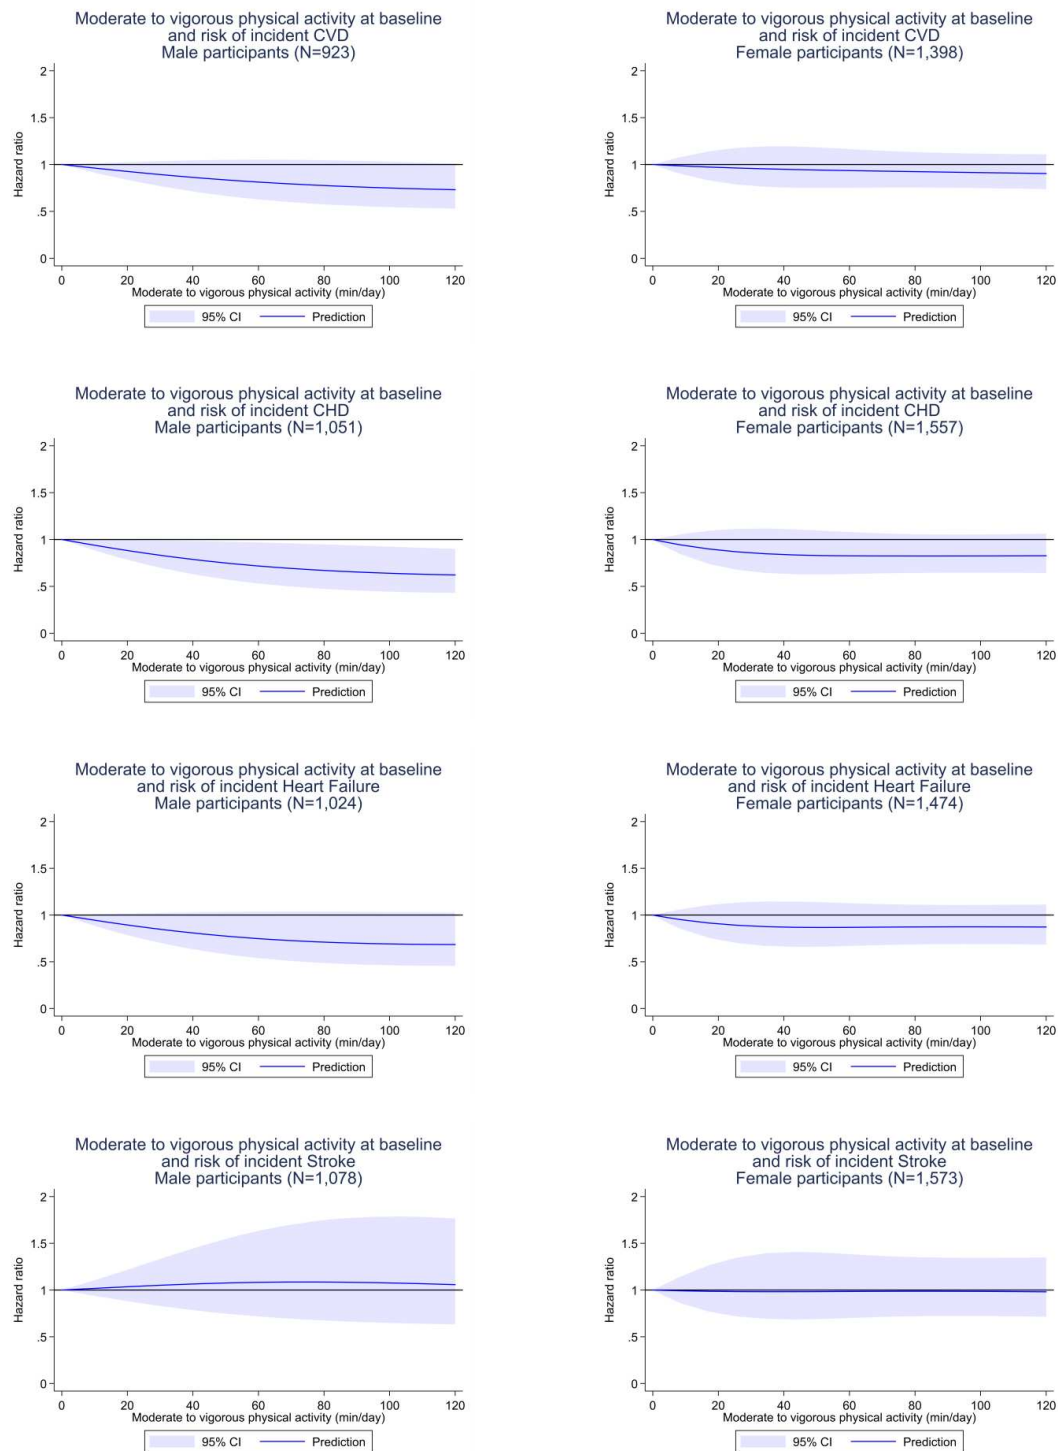 Moderate to vigorous physical activity at baseline
and risk of incident CVD
Male participants (N=923)
2
1.5
1
.5
0
Hazard ratio
0 20 40 60 80 100 120
Moderate to vigorous physical activity (min/day)
95% CI Prediction
Moderate to vigorous physical activity at baseline
and risk of incident CVD
Female participants (N=1,398)
2
1.5
1
.5
0
Hazard ratio
0 20 40 60 80 100 120
Moderate to vigorous physical activity (min/day)
95% CI Prediction
Moderate to vigorous physical activity at baseline
and risk of incident CHD
Male participants (N=1,051)
2
1.5
1
.5
0
Hazard ratio
0 20 40 60 80 100 120
Moderate to vigorous physical activity (min/day)
95% CI Prediction
Moderate to vigorous physical activity at baseline
and risk of incident CHD
Female participants (N=1,557)
2
1.5
1
.5
0
Hazard ratio
0 20 40 60 80 100 120
Moderate to vigorous physical activity (min/day)
95% CI Prediction
Moderate to vigorous physical activity at baseline
and risk of incident Heart Failure
Male participants (N=1,024)
2
1.5
1
.5
0
Hazard ratio
0 20 40 60 80 100 120
Moderate to vigorous physical activity (min/day)
95% CI Prediction
Moderate to vigorous physical activity at baseline
and risk of incident Heart Failure
Female participants (N=1,474)
2
1.5
1
.5
0
Hazard ratio
0 20 40 60 80 100 120
Moderate to vigorous physical activity (min/day)
95% CI Prediction
Moderate to vigorous physical activity at baseline
and risk of incident Stroke
Male participants (N=1,078)
2
1.5
1
.5
0
Hazard ratio
0 20 40 60 80 100 120
Moderate to vigorous physical activity (min/day)
95% CI Prediction
Moderate to vigorous physical activity at baseline
and risk of incident Stroke
Female participants (N=1,573)
2
1.5
1
.5
0
Hazard ratio
0 20 40 60 80 100 120
Moderate to vigorous physical activity (min/day)
95% CI Prediction